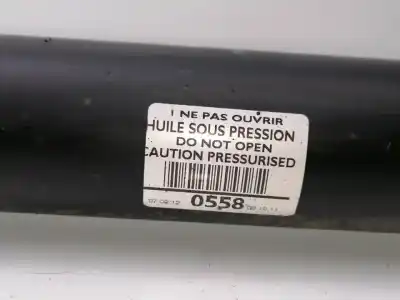 ! NE PAS OUVRIR
HUILE SOUS PRESSION
DO NOT OPEN
CAUTION PRESSURISED
0558